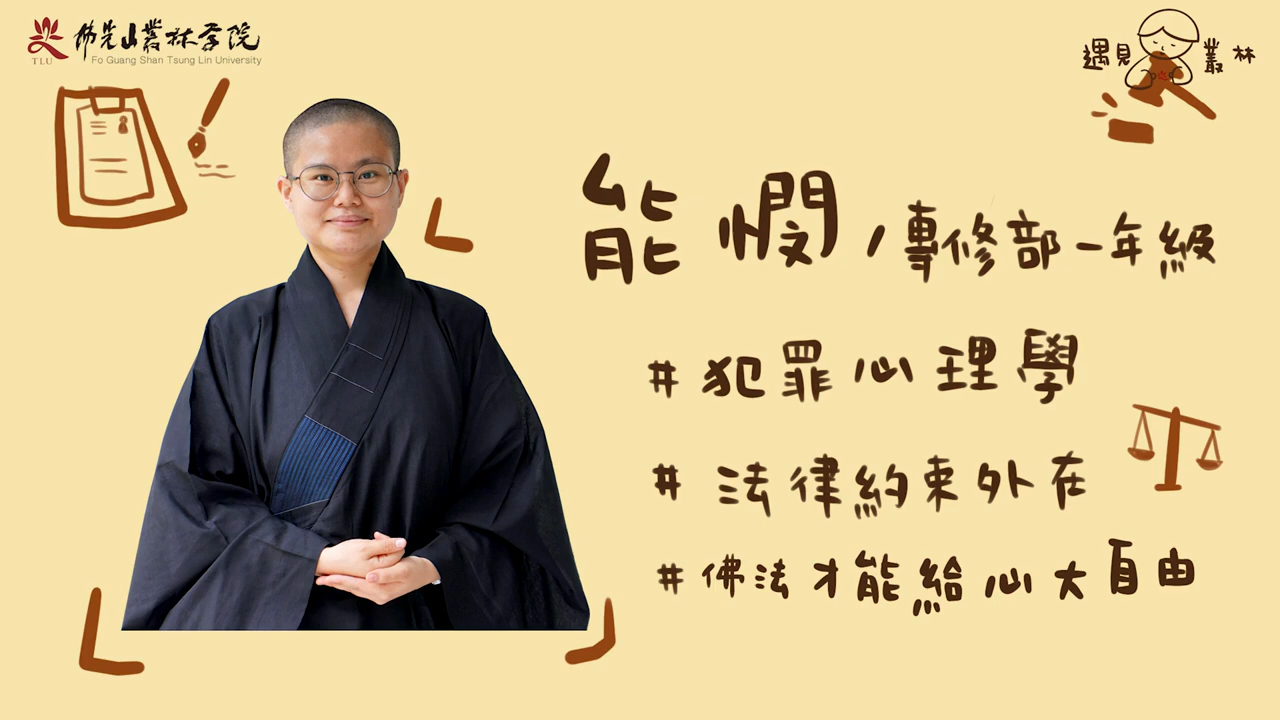 佛光山叢林學院
TLU
Fo Guang Shan Tsung Lin University
遇見叢林
能憫/專修部一年級
#犯罪心理學
#法律約束外在
#佛法才能給心大自由